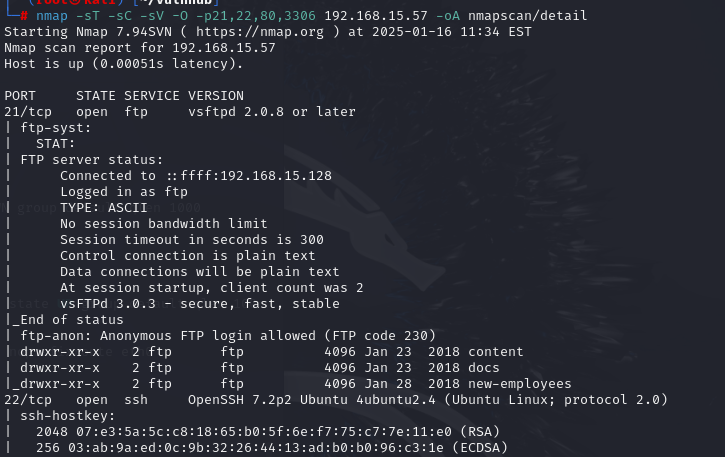 (root㉿kali)-[~/vulnhub]
└─# nmap -sT -sC -sV -O -p21,22,80,3306 192.168.15.57 -oA nmapscan/detail
Starting Nmap 7.94SVN ( https://nmap.org ) at 2025-01-16 11:34 EST
Nmap scan report for 192.168.15.57
Host is up (0.00051s latency).

PORT     STATE SERVICE VERSION
21/tcp   open  ftp     vsftpd 2.0.8 or later
| ftp-syst:
|   STAT:
| FTP server status:
|      Connected to ::ffff:192.168.15.128
|      Logged in as ftp
|      TYPE: ASCII
|      No session bandwidth limit
|      Session timeout in seconds is 300
|      Control connection is plain text
|      Data connections will be plain text
|      At session startup, client count was 2
|      vsFTPd 3.0.3 - secure, fast, stable
|_End of status
| ftp-anon: Anonymous FTP login allowed (FTP code 230)
| drwxr-xr-x    2 ftp      ftp          4096 Jan 23  2018 content
| drwxr-xr-x    2 ftp      ftp          4096 Jan 23  2018 docs
|_drwxr-xr-x    2 ftp      ftp          4096 Jan 28  2018 new-employees
22/tcp   open  ssh     OpenSSH 7.2p2 Ubuntu 4ubuntu2.4 (Ubuntu Linux; protocol 2.0)
| ssh-hostkey:
|   2048 07:e3:5a:5c:c8:18:65:b0:5f:6e:f7:75:c7:7e:11:e0 (RSA)
|   256 03:ab:9a:ed:0c:9b:32:26:44:13:ad:b0:b0:96:c3:1e (ECDSA)